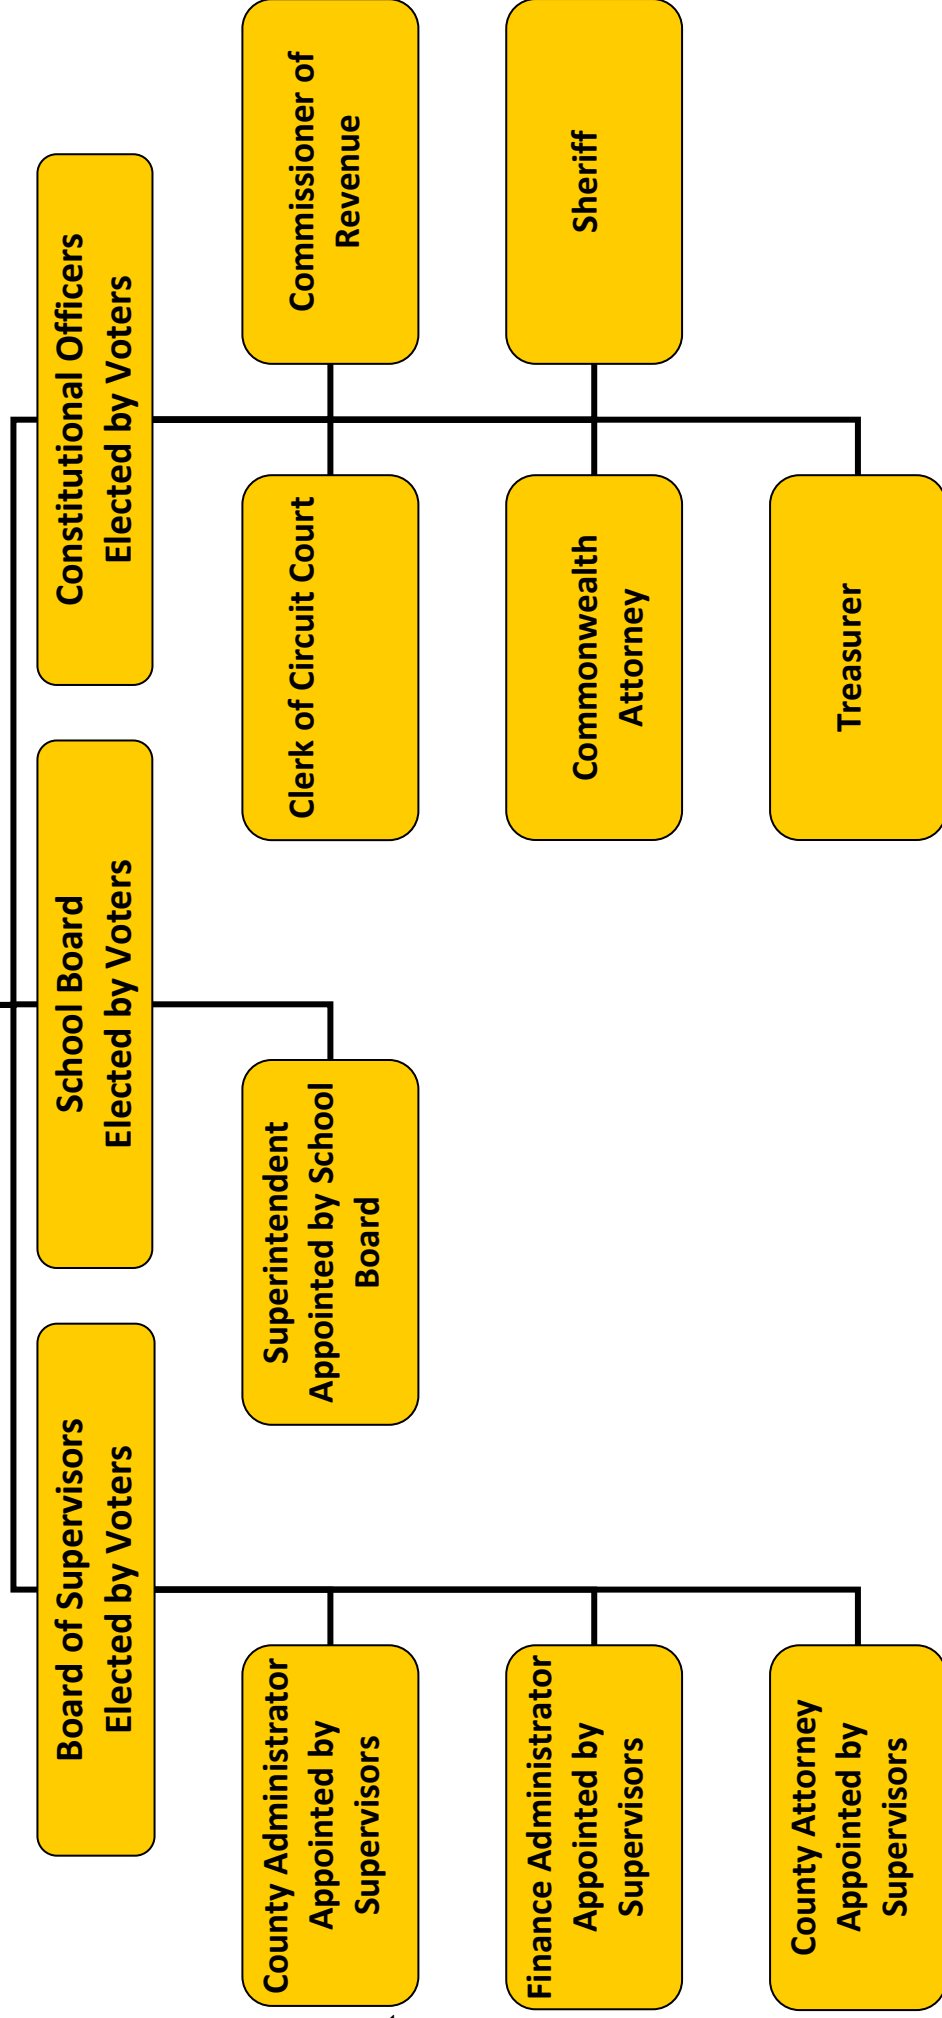 Board of Supervisors
Elected by Voters
School Board
Elected by Voters
Constitutional Officers
Elected by Voters
County Administrator
Appointed by
Supervisors
Superintendent
Appointed by School
Board
Clerk of Circuit Court
Commissioner of
Revenue
Finance Administrator
Appointed by
Supervisors
Commonwealth
Attorney
Sheriff
County Attorney
Appointed by
Supervisors
Treasurer